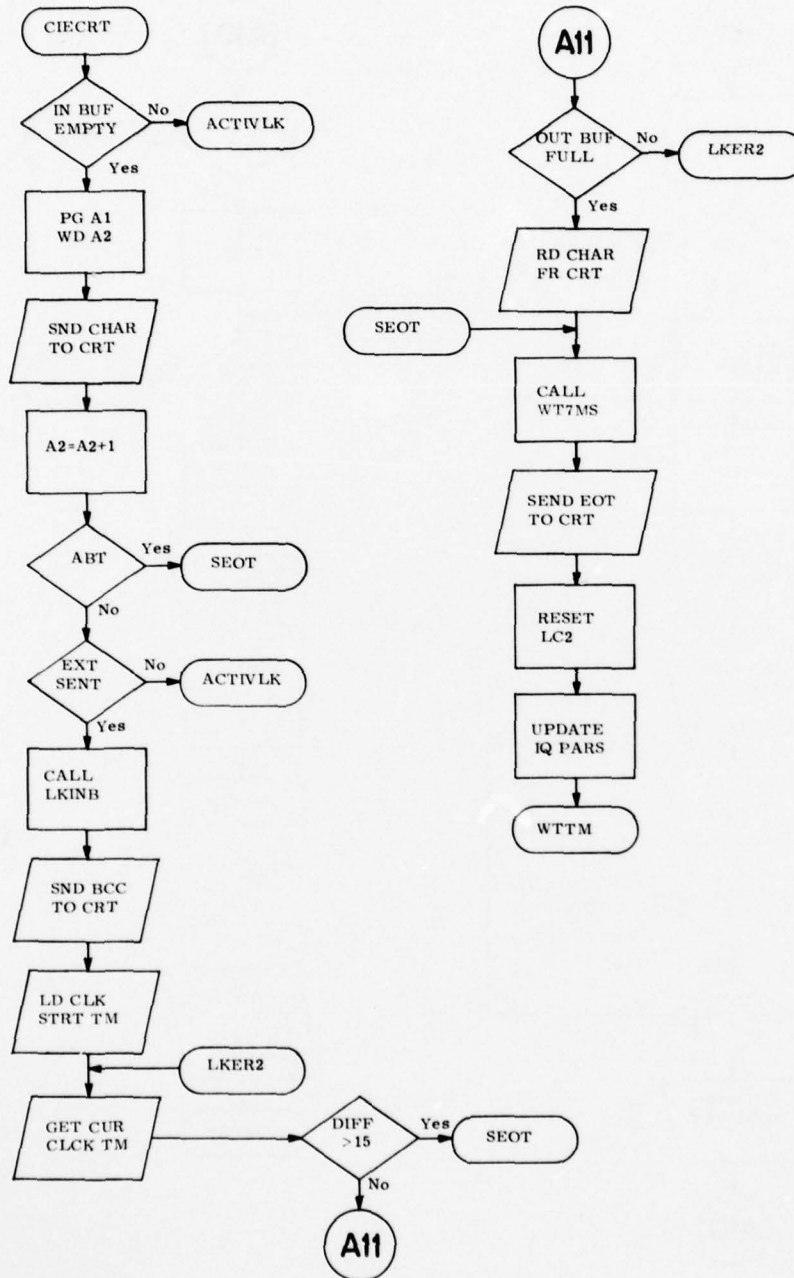 CIECRT
IN BUF
EMPTY
No
ACTIVLK
Yes
PG A1
WD A2
SND CHAR
TO CRT
A2=A2+1
ABT
Yes
SEOT
No
EXT
SENT
No
ACTIVLK
Yes
CALL
LKINB
SND BCC
TO CRT
LD CLK
STRT TM
LKER2
GET CUR
CLCK TM
DIFF
>15
Yes
SEOT
No
A11
A11
OUT BUF
FULL
No
LKER2
Yes
RD CHAR
FR CRT
SEOT
CALL
WT7MS
SEND EOT
TO CRT
RESET
LC2
UPDATE
IQ PARS
WTTM